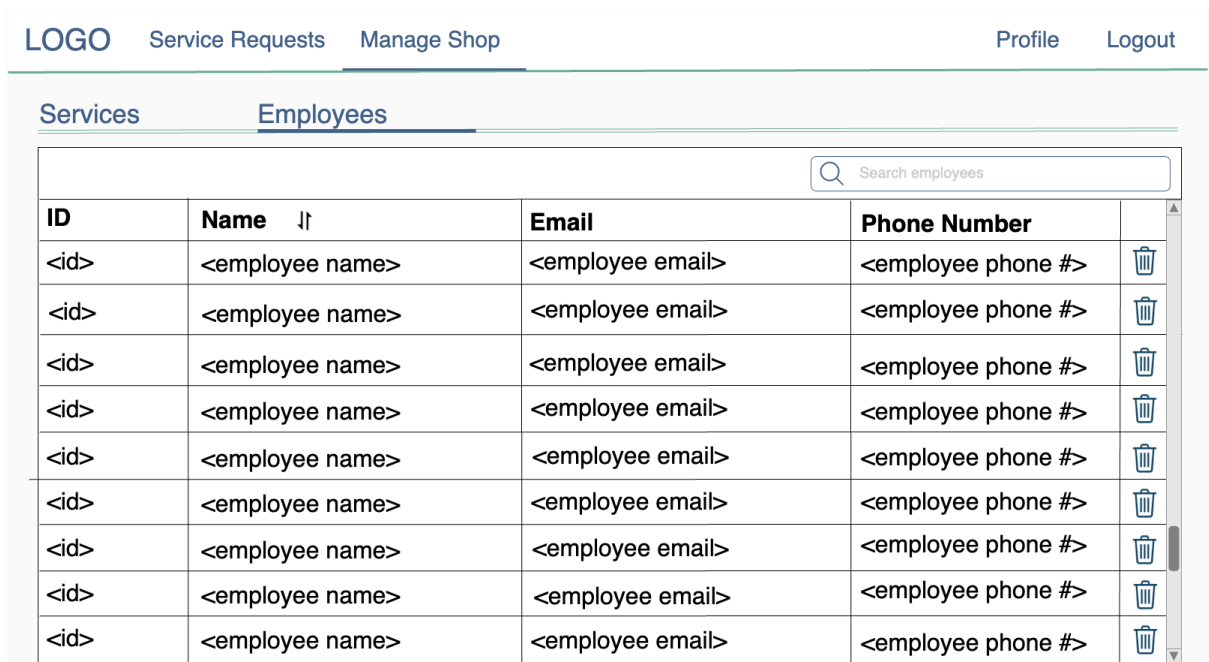 LOGO Service Requests Manage Shop Profile Logout
Services Employees
Search employees
ID Name Email Phone Number
<id> <employee name> <employee email> <employee phone #>
<id> <employee name> <employee email> <employee phone #>
<id> <employee name> <employee email> <employee phone #>
<id> <employee name> <employee email> <employee phone #>
<id> <employee name> <employee email> <employee phone #>
<id> <employee name> <employee email> <employee phone #>
<id> <employee name> <employee email> <employee phone #>
<id> <employee name> <employee email> <employee phone #>
<id> <employee name> <employee email> <employee phone #>